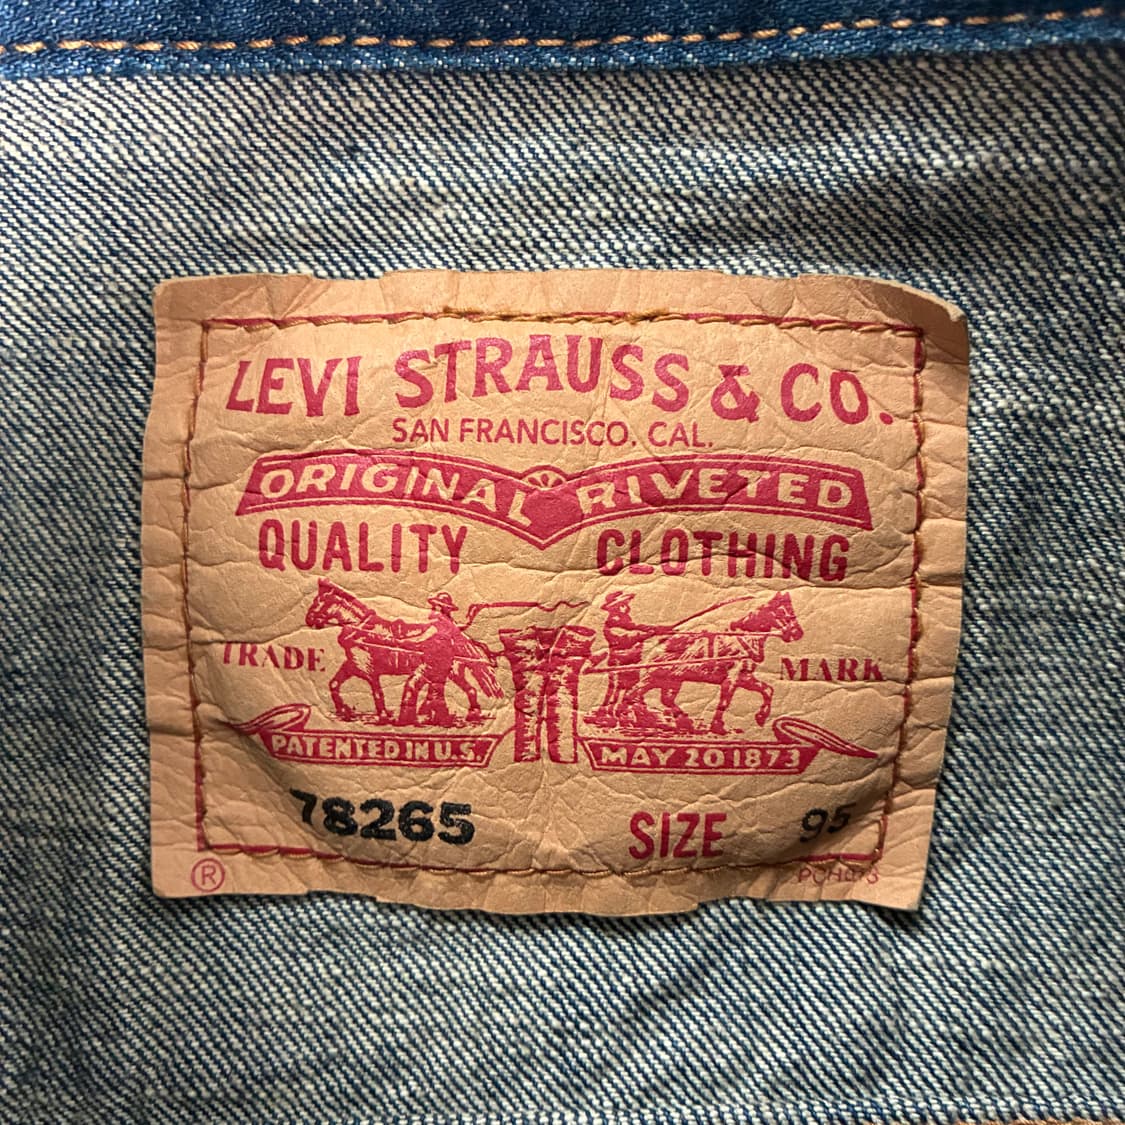 LEVI STRAUSS & CO.
SAN FRANCISCO. CAL.
ORIGINAL RIVETED
QUALITY CLOTHING
TRADE MARK
PATENTED IN U.S. MAY 20 1873
78265 SIZE 95
®